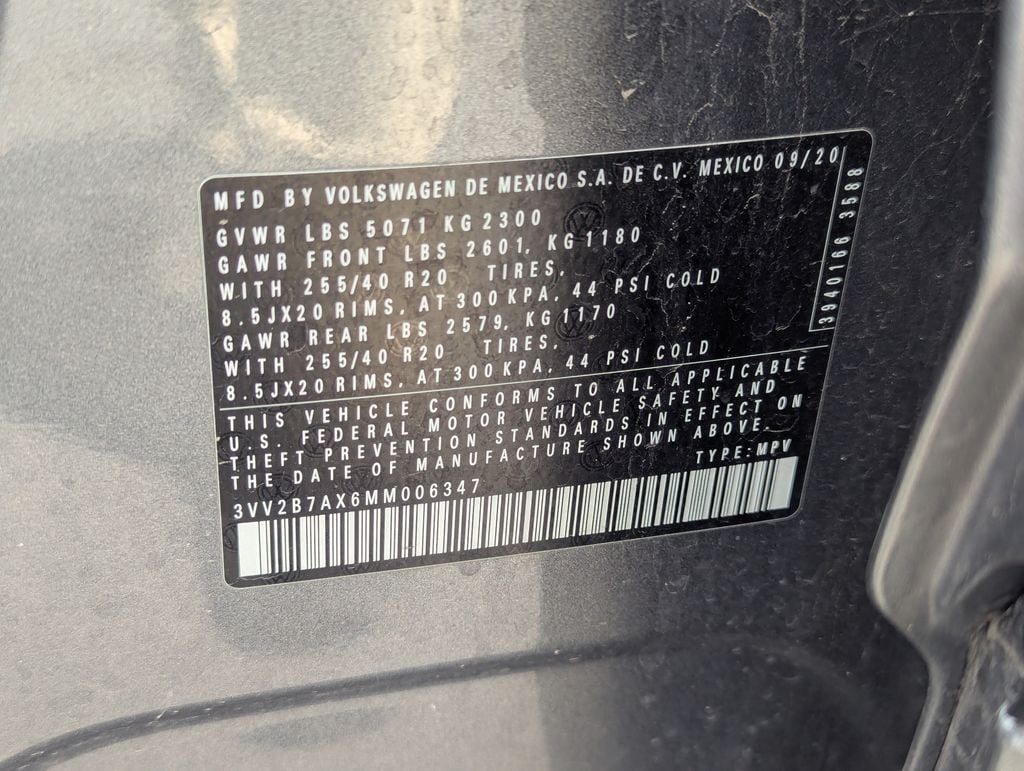 MFD BY VOLKSWAGEN DE MEXICO S.A. DE C.V. MEXICO 09/20
GVWR LBS 5071 KG 2300
GAWR FRONT LBS 2601, KG 1180
WITH 255/40 R20 TIRES,
8.5JX20 RIMS, AT 300 KPA, 44 PSI COLD
GAWR REAR LBS 2579, KG 1170
WITH 255/40 R20 TIRES,
8.5JX20 RIMS, AT 300 KPA, 44 PSI COLD
3940166 3588
THIS VEHICLE CONFORMS TO ALL APPLICABLE
U.S. FEDERAL MOTOR VEHICLE SAFETY AND
THEFT PREVENTION STANDARDS IN EFFECT ON
THE DATE OF MANUFACTURE SHOWN ABOVE.
TYPE: MPV
3VV2B7AX6MM006347